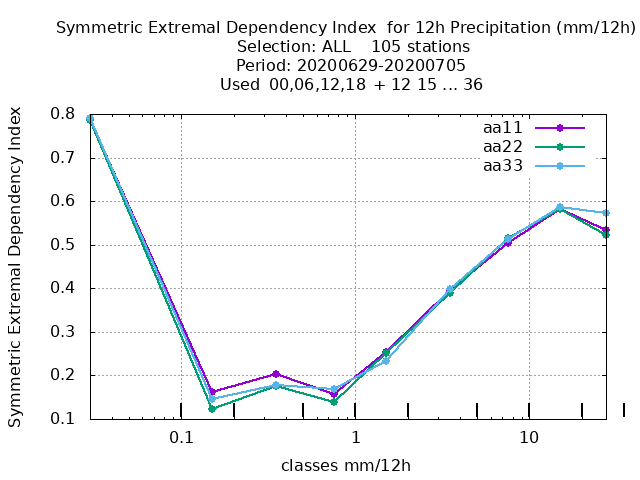 Symmetric Extremal Dependency Index  for 12h Precipitation (mm/12h)
Selection: ALL    105 stations
Period: 20200629-20200705
Used  00,06,12,18  + 12 15 ... 36
Symmetric Extremal Dependency Index
0.8
0.7
0.6
0.5
0.4
0.3
0.2
0.1
aa11
aa22
aa33
0.1
1
10
classes mm/12h